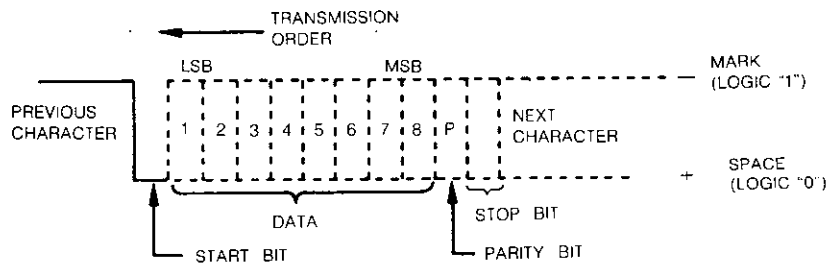 TRANSMISSION
ORDER
LSB
MSB
MARK
(LOGIC "1")
PREVIOUS
CHARACTER
1 2 3 4 5 6 7 8 P
NEXT
CHARACTER
SPACE
(LOGIC "0")
DATA
STOP BIT
START BIT
PARITY BIT